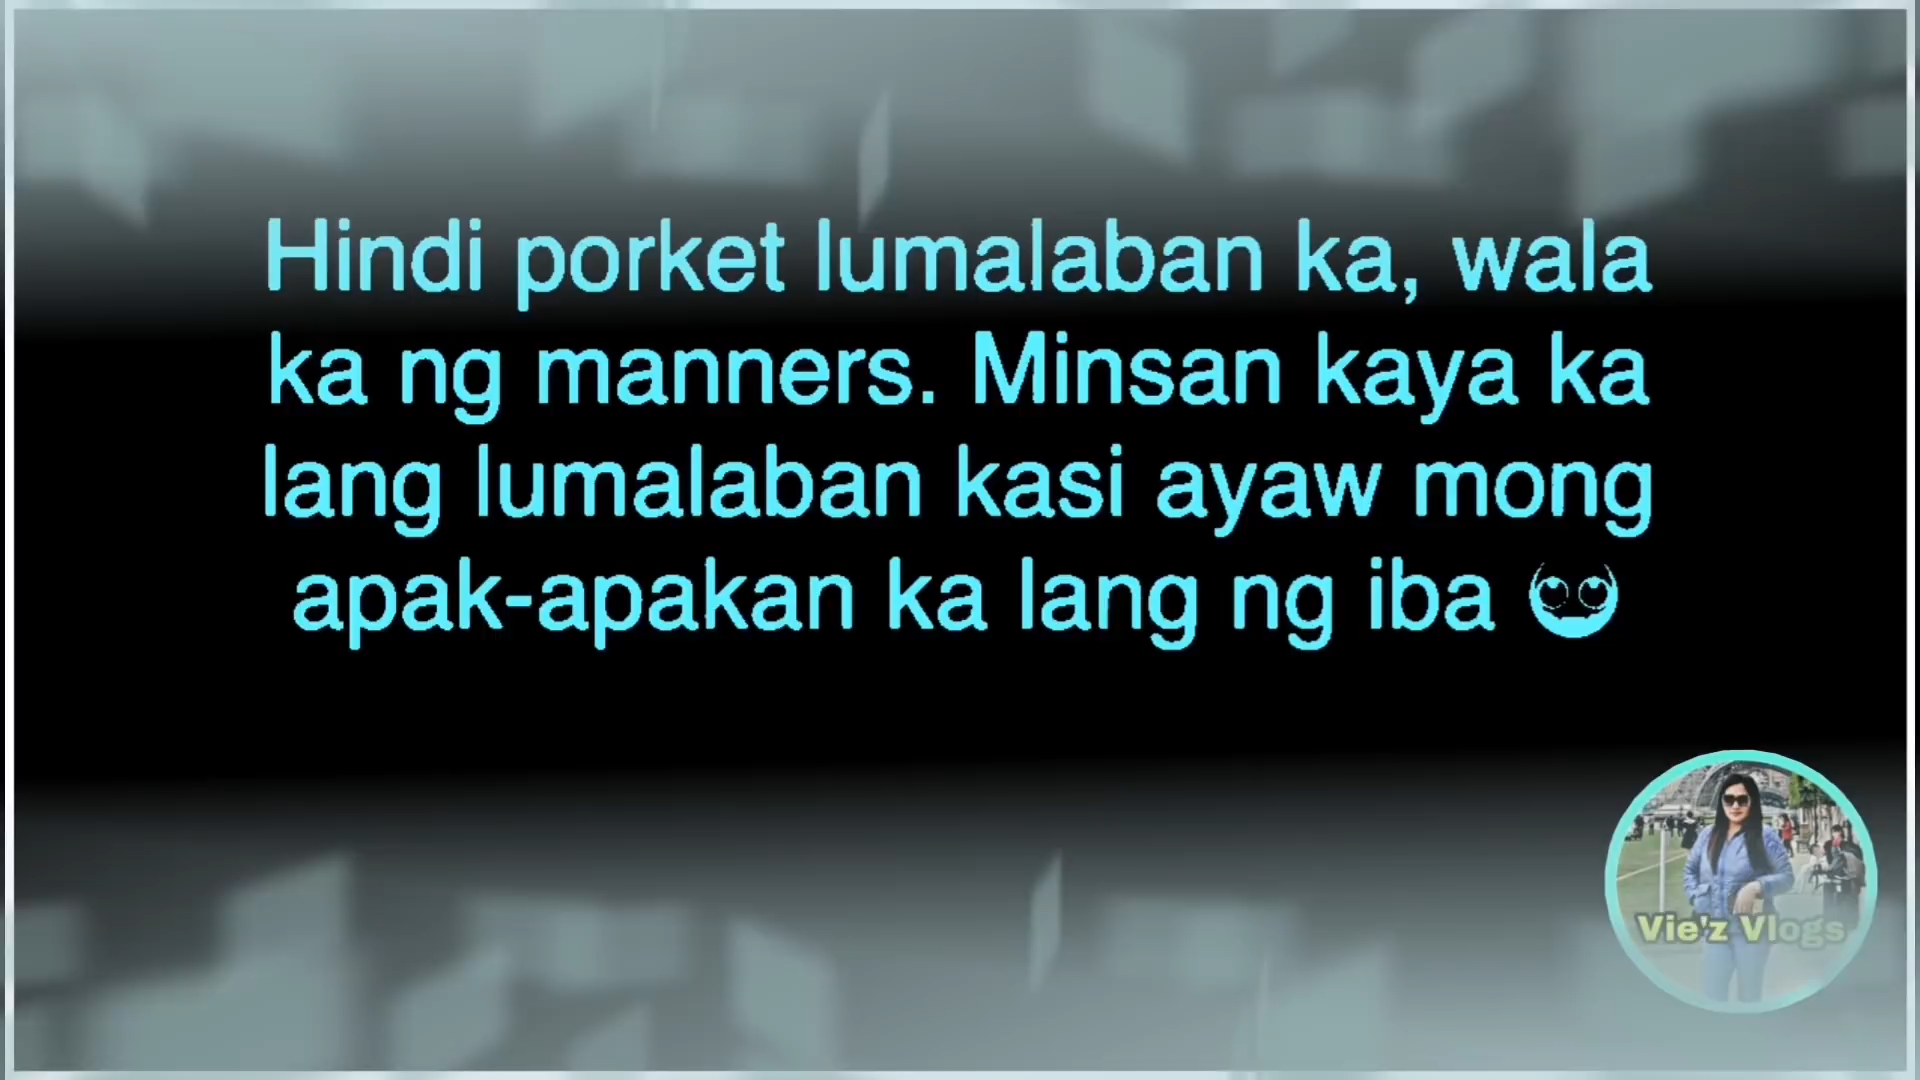 Hindi porket lumalaban ka, wala
ka ng manners. Minsan kaya ka
lang lumalaban kasi ayaw mong
apak-apakan ka lang ng iba 🙄
Vie'z Vlogs